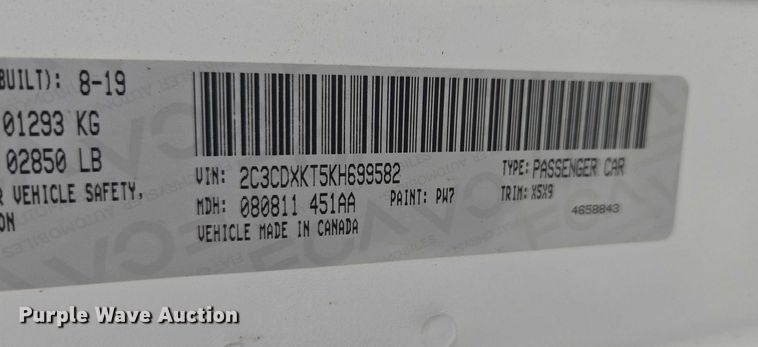 BUILT): 8-19
01293 KG
02850 LB
R VEHICLE SAFETY,
ON
VIN: 2C3CDXKT5KH699582
TYPE: PASSENGER CAR
MDH: 080811 451AA
PAINT: PW7
TRIM: X5X9
VEHICLE MADE IN CANADA
4658843
Purple Wave Auction